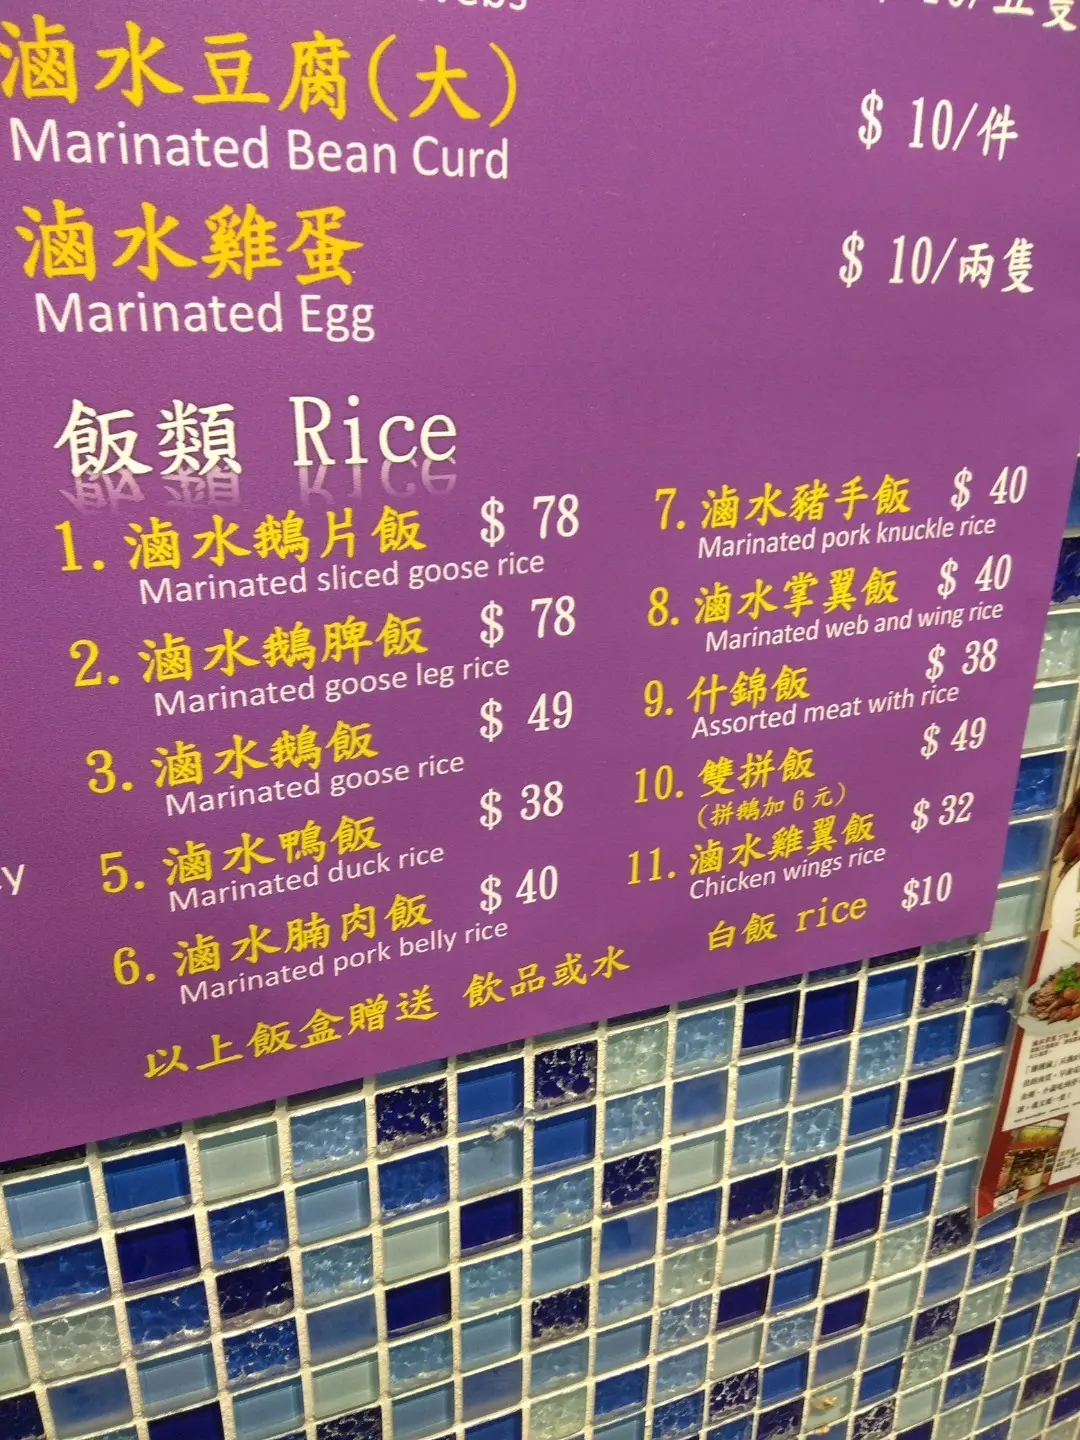 $ 10/五隻
滷水豆腐(大) $ 10/件
Marinated Bean Curd
滷水雞蛋 $ 10/兩隻
Marinated Egg
飯類 Rice
1. 滷水鵝片飯 $ 78
Marinated sliced goose rice
2. 滷水鵝脾飯 $ 78
Marinated goose leg rice
3. 滷水鵝飯 $ 49
Marinated goose rice
5. 滷水鴨飯 $ 38
Marinated duck rice
6. 滷水腩肉飯 $ 40
Marinated pork belly rice
以上飯盒贈送 飲品或水
7. 滷水豬手飯 $ 40
Marinated pork knuckle rice
8. 滷水掌翼飯 $ 40
Marinated web and wing rice
9. 什錦飯 $ 38
Assorted meat with rice
10. 雙拼飯 $ 49
(拼鵝加 6 元)
11. 滷水雞翼飯 $ 32
Chicken wings rice
白飯 rice $10